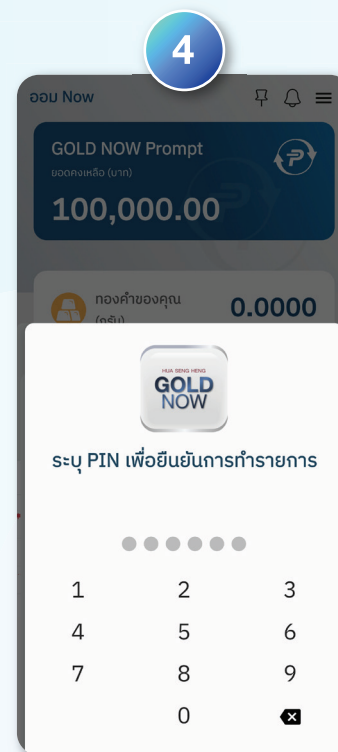 4
ออม Now
GOLD NOW Prompt
ยอดคงเหลือ (บาท)
100,000.00
ทองคำของคุณ
0.0000
(กรัม)
HUA SENG HENG
GOLD
NOW
ระบุ PIN เพื่อยืนยันการทำรายการ
1 2 3
4 5 6
7 8 9
0